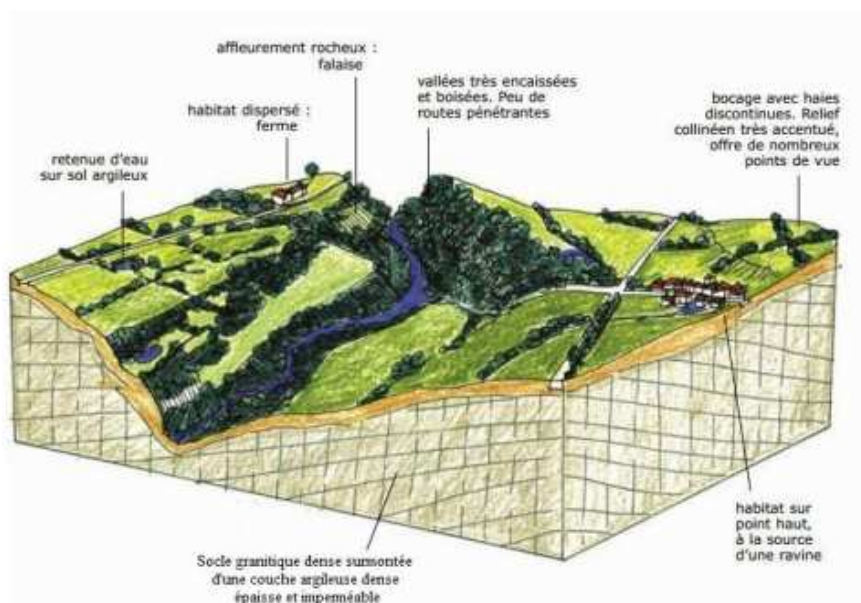 affleurement rocheux :
falaise
vallées très encaissées
et boisées. Peu de
routes pénétrantes
bocage avec haies
discontinues. Relief
collinéen très accentué,
offre de nombreux
points de vue
habitat dispersé :
ferme
retenue d'eau
sur sol argileux
habitat sur
point haut,
à la source
d'une ravine
Socle granitique dense surmontée
d'une couche argileuse dense
épaisse et imperméable